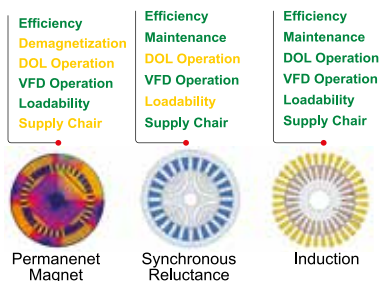 Efficiency
Demagnetization
DOL Operation
VFD Operation
Loadability
Supply Chair
Efficiency
Maintenance
DOL Operation
VFD Operation
Loadability
Supply Chair
Efficiency
Maintenance
DOL Operation
VFD Operation
Loadability
Supply Chair
Permanenet
Magnet
Synchronous
Reluctance
Induction